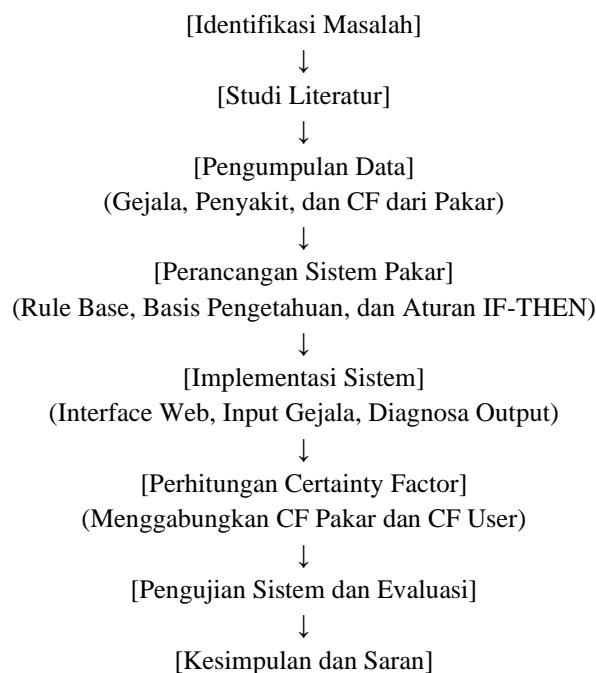 [Identifikasi Masalah]
↓
[Studi Literatur]
↓
[Pengumpulan Data]
(Gejala, Penyakit, dan CF dari Pakar)
↓
[Perancangan Sistem Pakar]
(Rule Base, Basis Pengetahuan, dan Aturan IF-THEN)
↓
[Implementasi Sistem]
(Interface Web, Input Gejala, Diagnosa Output)
↓
[Perhitungan Certainty Factor]
(Menggabungkan CF Pakar dan CF User)
↓
[Pengujian Sistem dan Evaluasi]
↓
[Kesimpulan dan Saran]